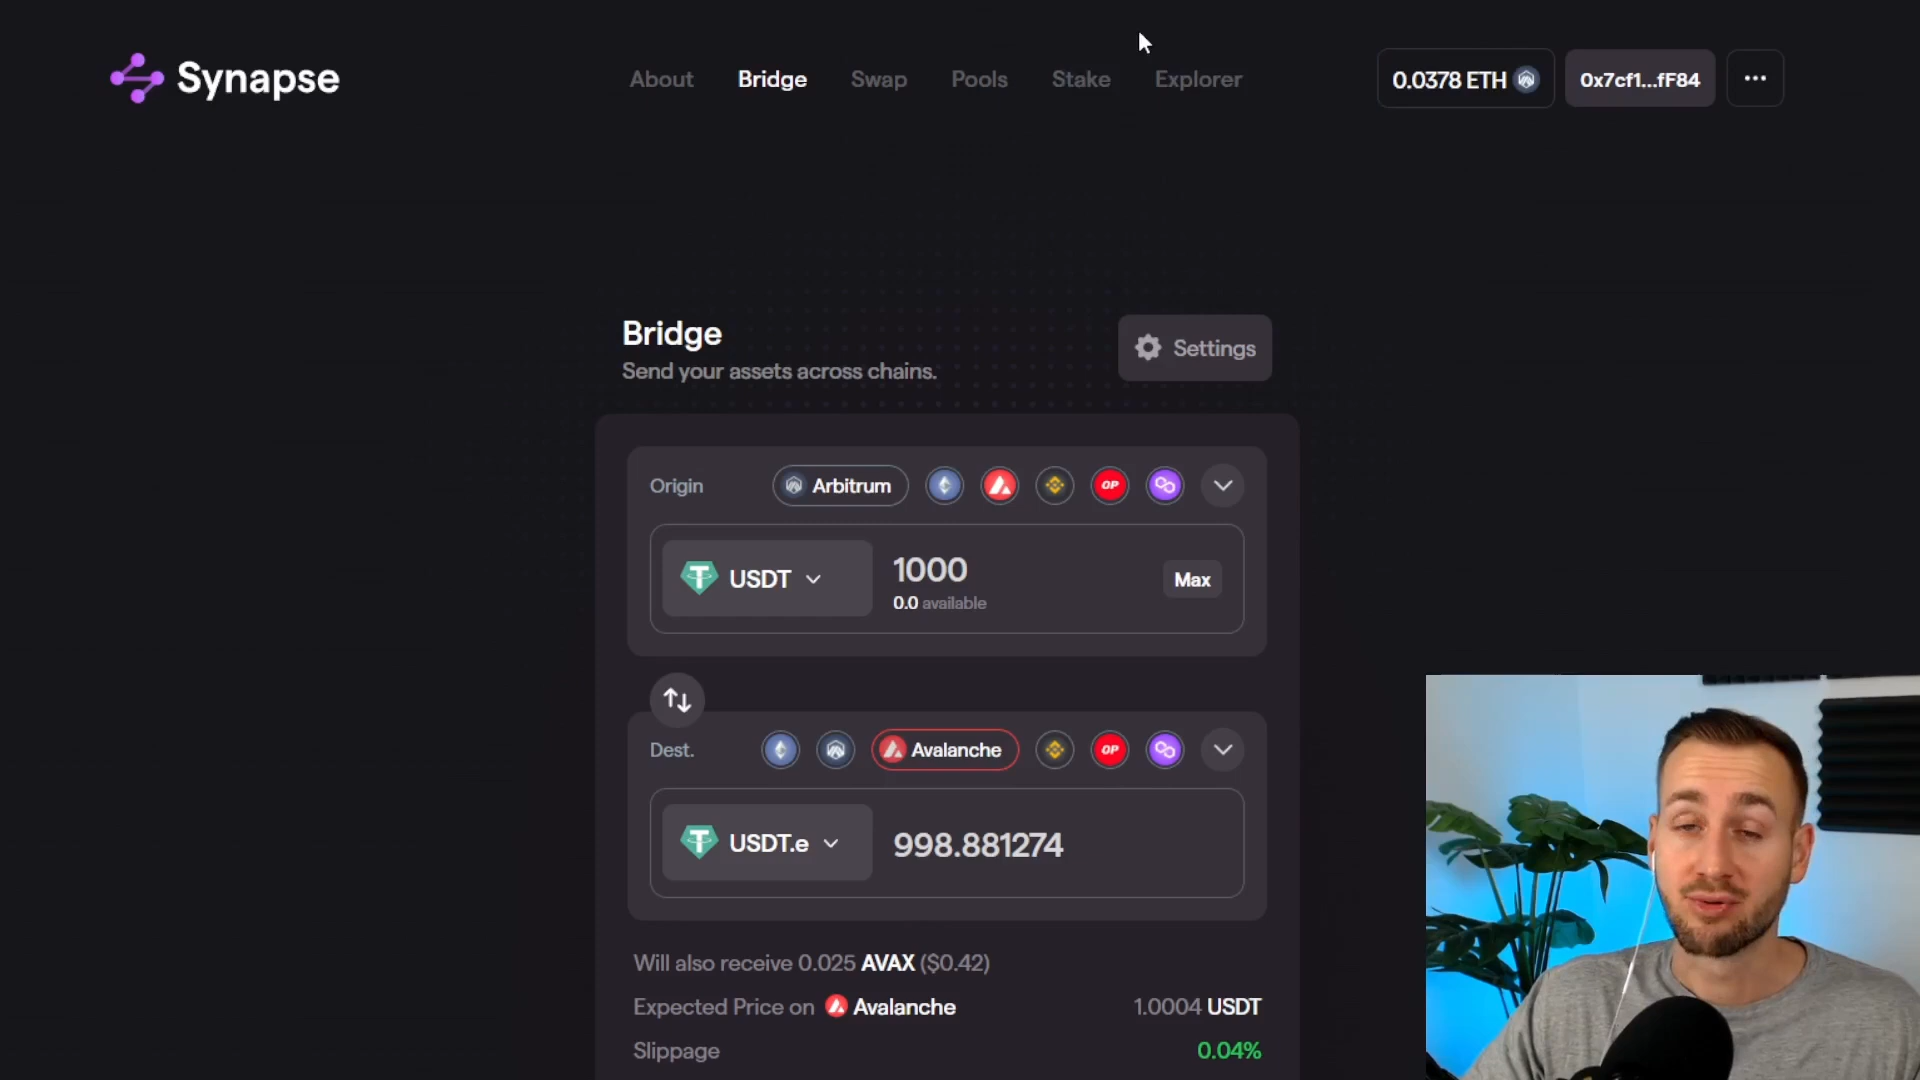 Synapse
About Bridge Swap Pools Stake Explorer
0.0378 ETH
0x7cf1...fF84
Bridge
Send your assets across chains.
Settings
Origin
Arbitrum
OP
USDT
1000
0.0 available
Max
Dest.
Avalanche
OP
USDT.e
998.881274
Will also receive 0.025 AVAX ($0.42)
Expected Price on Avalanche 1.0004 USDT
Slippage 0.04%